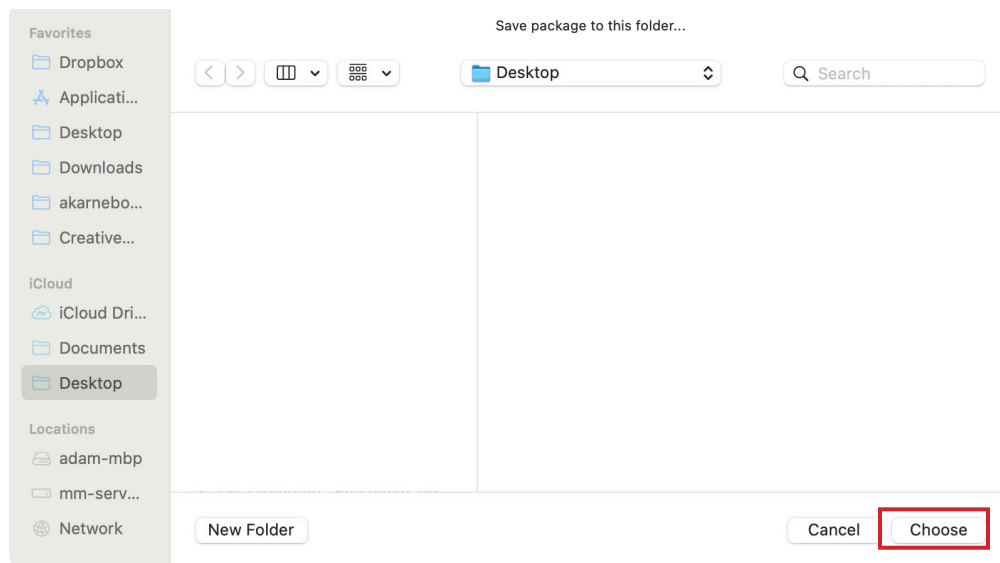 Save package to this folder...
Favorites
Dropbox
Applicati...
Desktop
Downloads
akarnebo...
Creative...
iCloud
iCloud Dri...
Documents
Desktop
Locations
adam-mbp
mm-serv...
Network
Desktop
Search
New Folder
Cancel
Choose